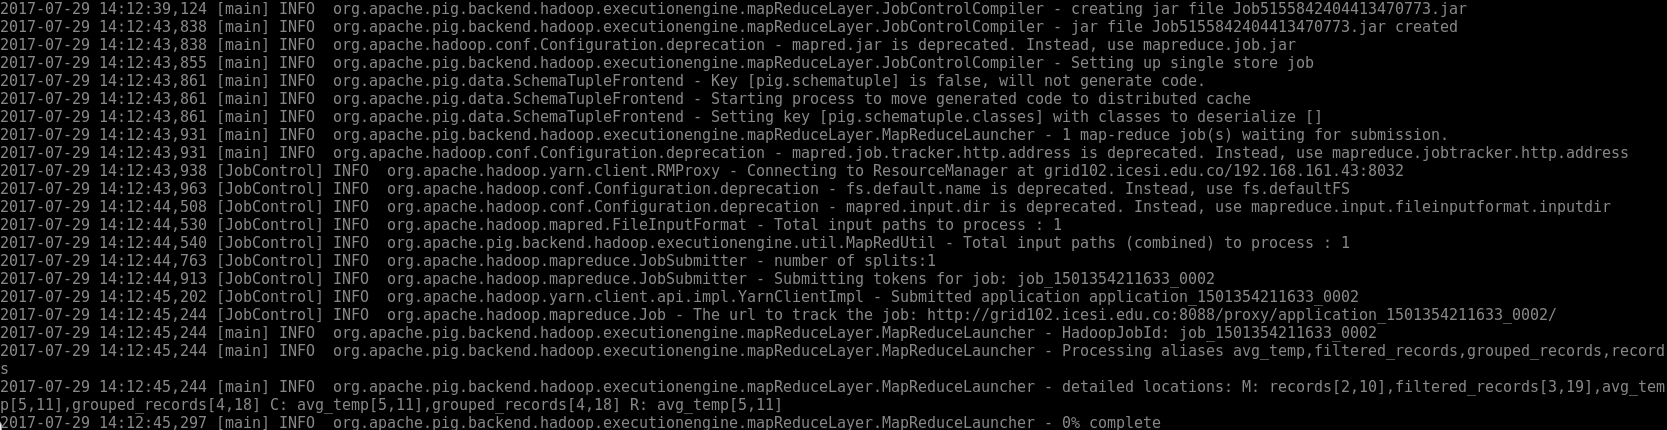 2017-07-29 14:12:39,124 [main] INFO  org.apache.pig.backend.hadoop.executionengine.mapReduceLayer.JobControlCompiler - creating jar file Job5155842404413470773.jar
2017-07-29 14:12:43,838 [main] INFO  org.apache.pig.backend.hadoop.executionengine.mapReduceLayer.JobControlCompiler - jar file Job5155842404413470773.jar created
2017-07-29 14:12:43,838 [main] INFO  org.apache.hadoop.conf.Configuration.deprecation - mapred.jar is deprecated. Instead, use mapreduce.job.jar
2017-07-29 14:12:43,855 [main] INFO  org.apache.pig.backend.hadoop.executionengine.mapReduceLayer.JobControlCompiler - Setting up single store job
2017-07-29 14:12:43,861 [main] INFO  org.apache.pig.data.SchemaTupleFrontend - Key [pig.schematuple] is false, will not generate code.
2017-07-29 14:12:43,861 [main] INFO  org.apache.pig.data.SchemaTupleFrontend - Starting process to move generated code to distributed cache
2017-07-29 14:12:43,861 [main] INFO  org.apache.pig.data.SchemaTupleFrontend - Setting key [pig.schematuple.classes] with classes to deserialize []
2017-07-29 14:12:43,931 [main] INFO  org.apache.pig.backend.hadoop.executionengine.mapReduceLayer.MapReduceLauncher - 1 map-reduce job(s) waiting for submission.
2017-07-29 14:12:43,931 [main] INFO  org.apache.hadoop.conf.Configuration.deprecation - mapred.job.tracker.http.address is deprecated. Instead, use mapreduce.jobtracker.http.address
2017-07-29 14:12:43,938 [JobControl] INFO  org.apache.hadoop.yarn.client.RMProxy - Connecting to ResourceManager at grid102.icesi.edu.co/192.168.161.43:8032
2017-07-29 14:12:43,963 [JobControl] INFO  org.apache.hadoop.conf.Configuration.deprecation - fs.default.name is deprecated. Instead, use fs.defaultFS
2017-07-29 14:12:44,508 [JobControl] INFO  org.apache.hadoop.conf.Configuration.deprecation - mapred.input.dir is deprecated. Instead, use mapreduce.input.fileinputformat.inputdir
2017-07-29 14:12:44,530 [JobControl] INFO  org.apache.hadoop.mapred.FileInputFormat - Total input paths to process : 1
2017-07-29 14:12:44,540 [JobControl] INFO  org.apache.pig.backend.hadoop.executionengine.util.MapRedUtil - Total input paths (combined) to process : 1
2017-07-29 14:12:44,763 [JobControl] INFO  org.apache.hadoop.mapreduce.JobSubmitter - number of splits:1
2017-07-29 14:12:44,913 [JobControl] INFO  org.apache.hadoop.mapreduce.JobSubmitter - Submitting tokens for job: job_1501354211633_0002
2017-07-29 14:12:45,202 [JobControl] INFO  org.apache.hadoop.yarn.client.api.impl.YarnClientImpl - Submitted application application_1501354211633_0002
2017-07-29 14:12:45,244 [JobControl] INFO  org.apache.hadoop.mapreduce.Job - The url to track the job: http://grid102.icesi.edu.co:8088/proxy/application_1501354211633_0002/
2017-07-29 14:12:45,244 [main] INFO  org.apache.pig.backend.hadoop.executionengine.mapReduceLayer.MapReduceLauncher - HadoopJobId: job_1501354211633_0002
2017-07-29 14:12:45,244 [main] INFO  org.apache.pig.backend.hadoop.executionengine.mapReduceLayer.MapReduceLauncher - Processing aliases avg_temp,filtered_records,grouped_records,record
s
2017-07-29 14:12:45,244 [main] INFO  org.apache.pig.backend.hadoop.executionengine.mapReduceLayer.MapReduceLauncher - detailed locations: M: records[2,10],filtered_records[3,19],avg_tem
p[5,11],grouped_records[4,18] C: avg_temp[5,11],grouped_records[4,18] R: avg_temp[5,11]
2017-07-29 14:12:45,297 [main] INFO  org.apache.pig.backend.hadoop.executionengine.mapReduceLayer.MapReduceLauncher - 0% complete